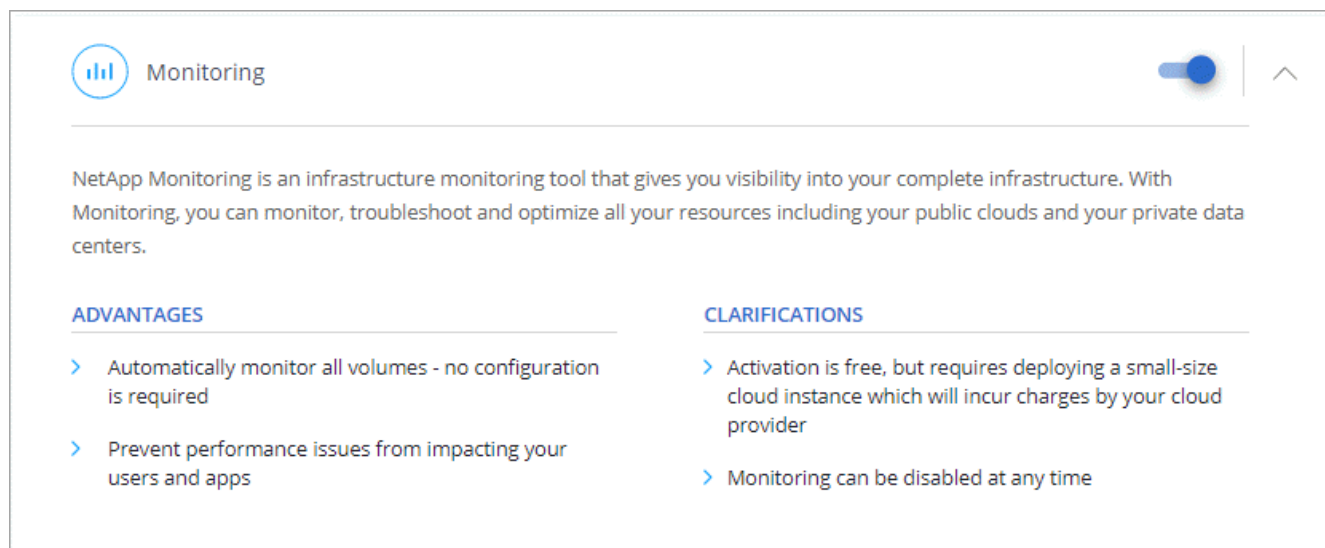 Monitoring
NetApp Monitoring is an infrastructure monitoring tool that gives you visibility into your complete infrastructure. With
Monitoring, you can monitor, troubleshoot and optimize all your resources including your public clouds and your private data
centers.
ADVANTAGES
Automatically monitor all volumes - no configuration
is required
Prevent performance issues from impacting your
users and apps
CLARIFICATIONS
Activation is free, but requires deploying a small-size
cloud instance which will incur charges by your cloud
provider
Monitoring can be disabled at any time